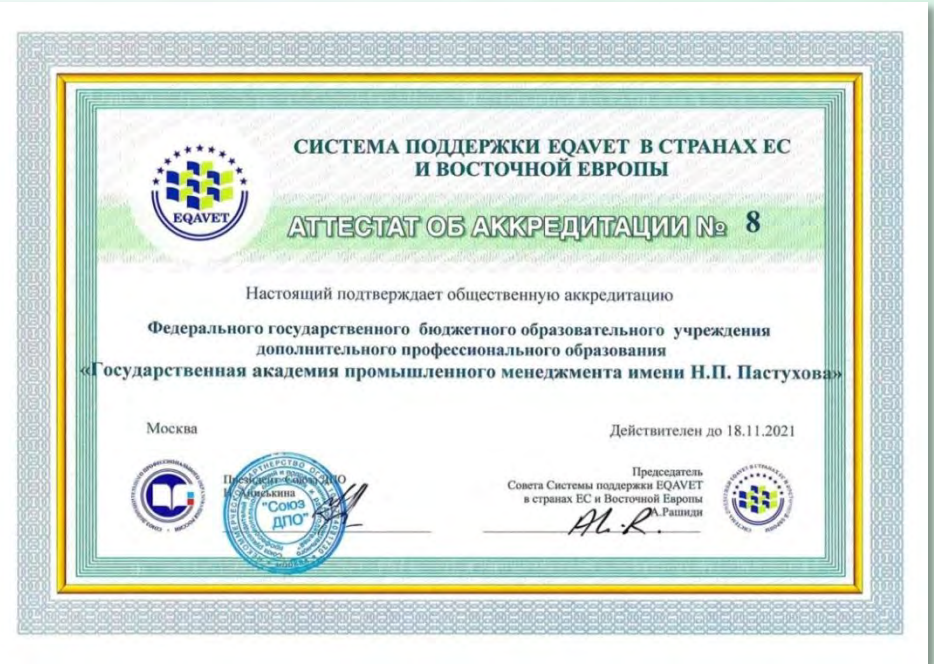 СИСТЕМА ПОДДЕРЖКИ EQAVET В СТРАНАХ ЕС
И ВОСТОЧНОЙ ЕВРОПЫ
EQAVET
АТТЕСТАТ ОБ АККРЕДИТАЦИИ № 8
Настоящий подтверждает общественную аккредитацию
Федерального государственного бюджетного образовательного учреждения
дополнительного профессионального образования
«Государственная академия промышленного менеджмента имени Н.П. Пастухова»
Москва
Действителен до 18.11.2021
Президент Союза ДПО
Аниськина
"Союз
ДПО"
Председатель
Совета Системы поддержки EQAVET
в странах ЕС и Восточной Европы
А.Рашиди